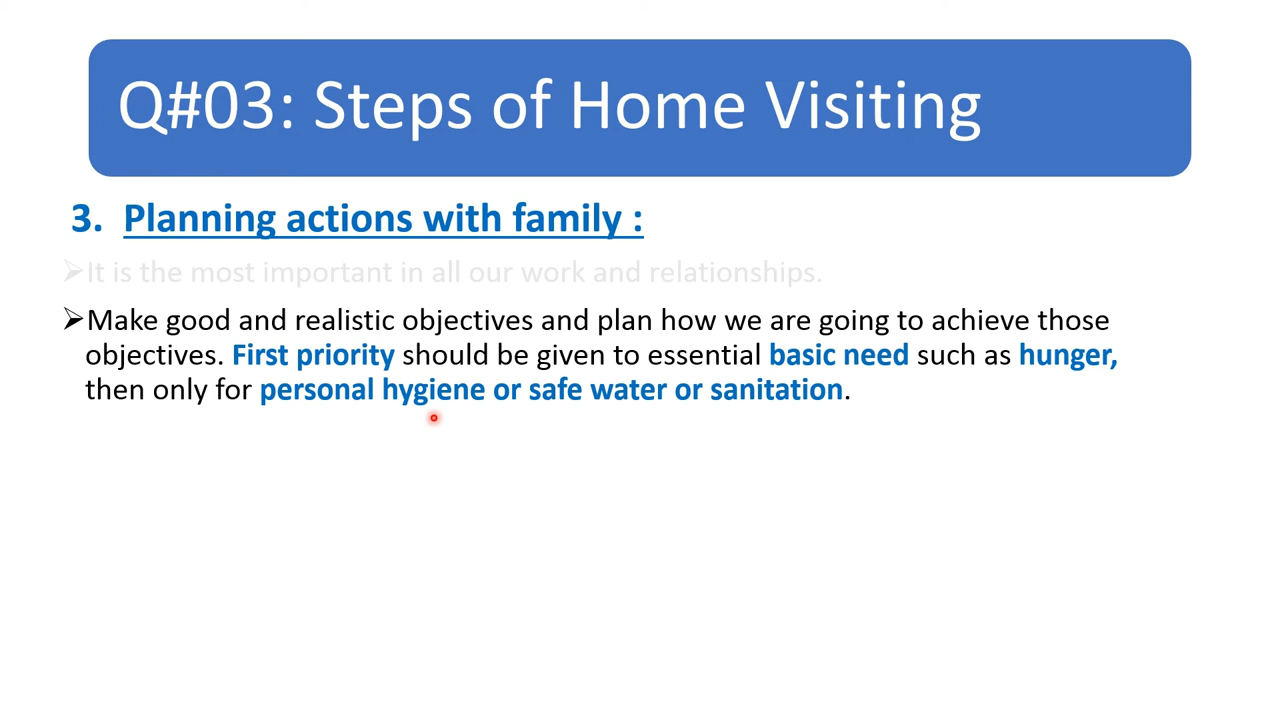 Q#03: Steps of Home Visiting
3. Planning actions with family :
➢It is the most important in all our work and relationships.
➢Make good and realistic objectives and plan how we are going to achieve those
objectives. First priority should be given to essential basic need such as hunger,
then only for personal hygiene or safe water or sanitation.